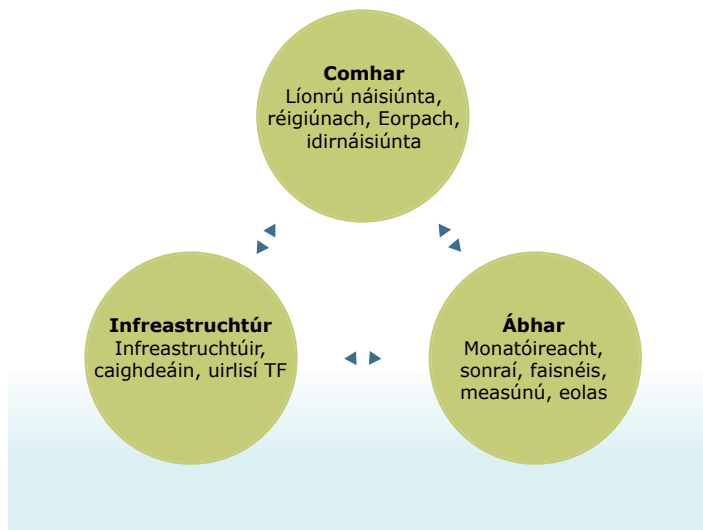 Comhar
Líonrú náisiúnta,
réigiúnach, Eorpach,
idirnáisiúnta
Infreastruchtúr
Infreastruchtúir,
caighdeáin, uirlisí TF
Ábhar
Monatóireacht,
sonraí, faisnéis,
measúnú, eolas